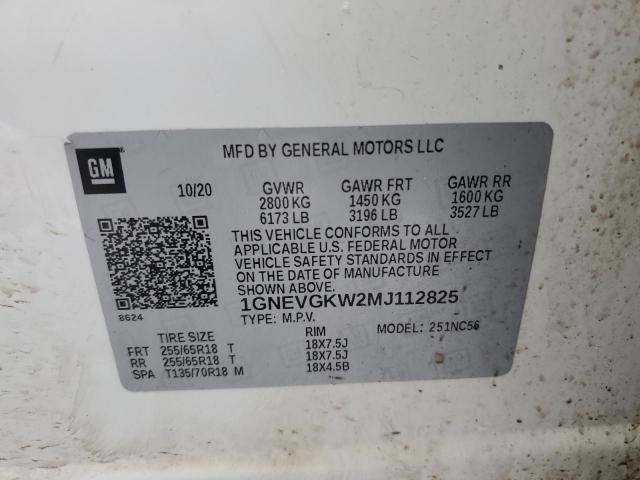 GM
MFD BY GENERAL MOTORS LLC
10/20 GVWR GAWR FRT GAWR RR
2800 KG 1450 KG 1600 KG
6173 LB 3196 LB 3527 LB
THIS VEHICLE CONFORMS TO ALL
APPLICABLE U.S. FEDERAL MOTOR
VEHICLE SAFETY STANDARDS IN EFFECT
ON THE DATE OF MANUFACTURE
SHOWN ABOVE.
8624 1GNEVGKW2MJ112825
TYPE: M.P.V. MODEL: 251NC56
TIRE SIZE RIM
FRT 255/65R18 T 18X7.5J
RR 255/65R18 T 18X7.5J
SPA T135/70R18 M 18X4.5B